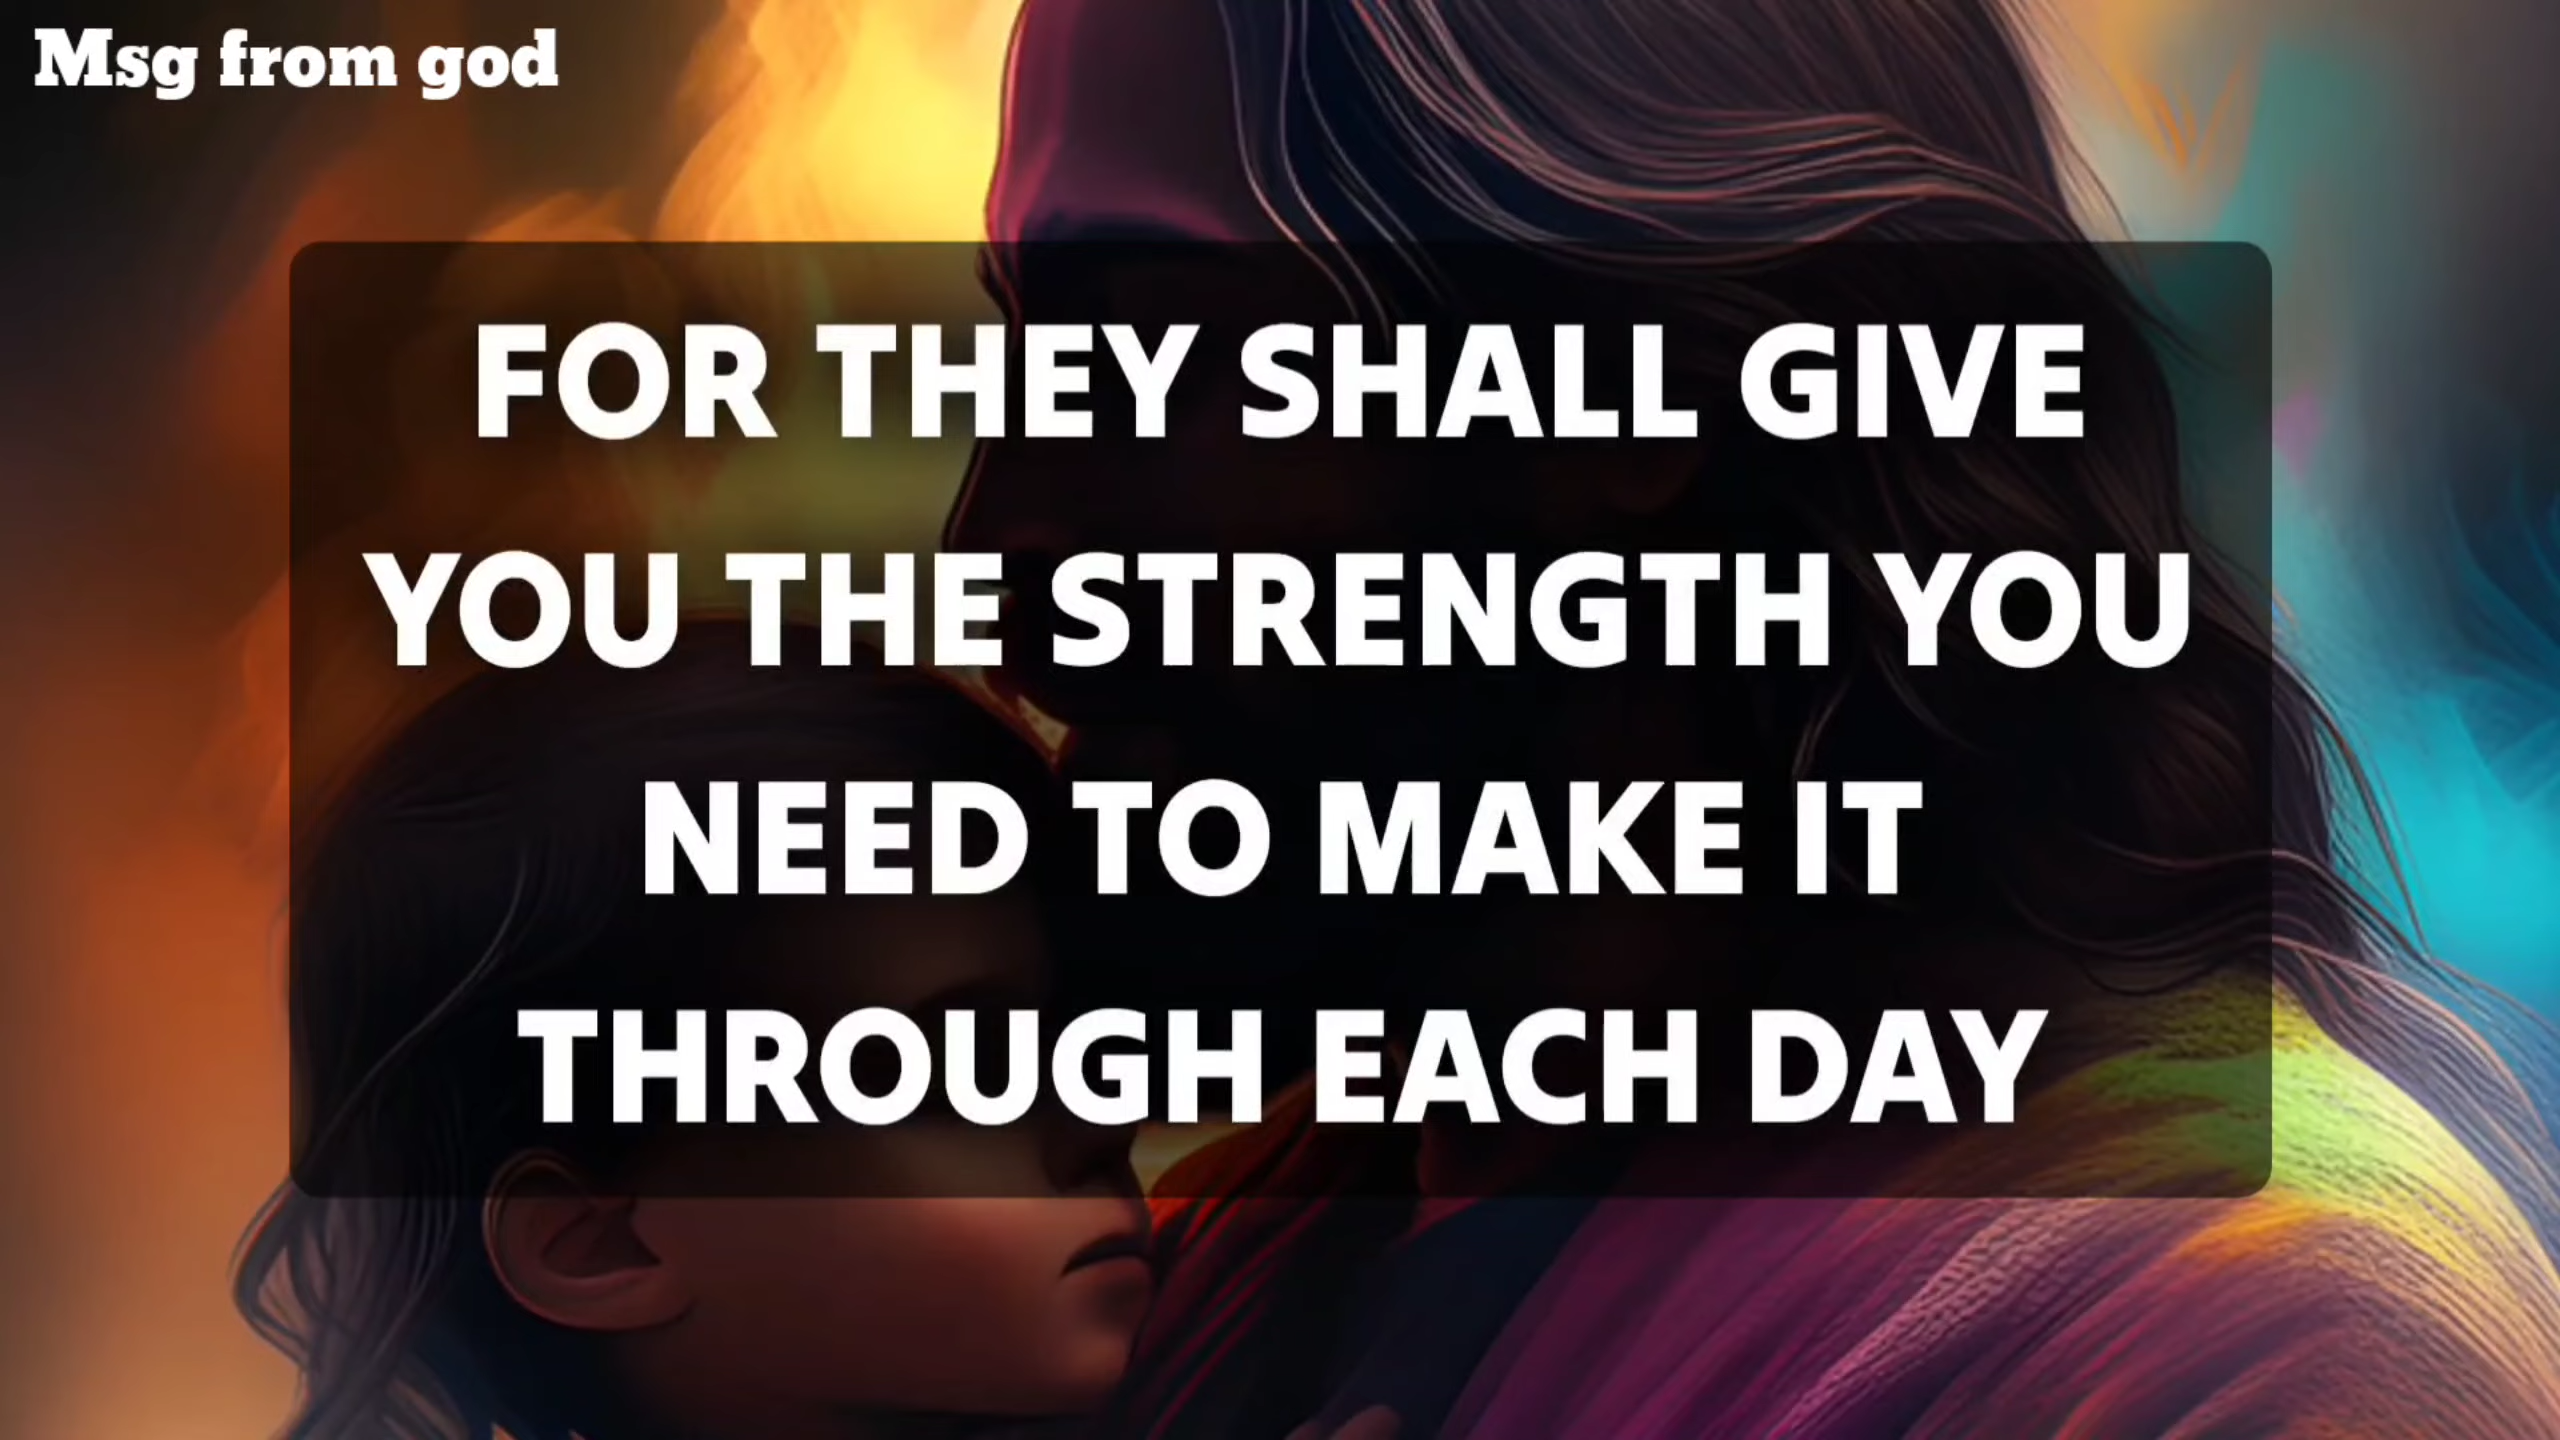 Msg from god
FOR THEY SHALL GIVE
YOU THE STRENGTH YOU
NEED TO MAKE IT
THROUGH EACH DAY